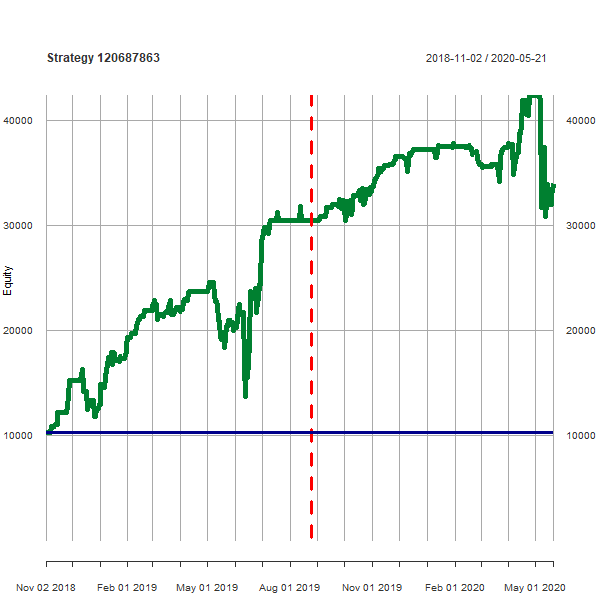 Strategy 120687863
2018-11-02 / 2020-05-21
40000
40000
30000
30000
Equity
20000
20000
10000
10000
Nov 02 2018
Feb 01 2019
May 01 2019
Aug 01 2019
Nov 01 2019
Feb 01 2020
May 01 2020